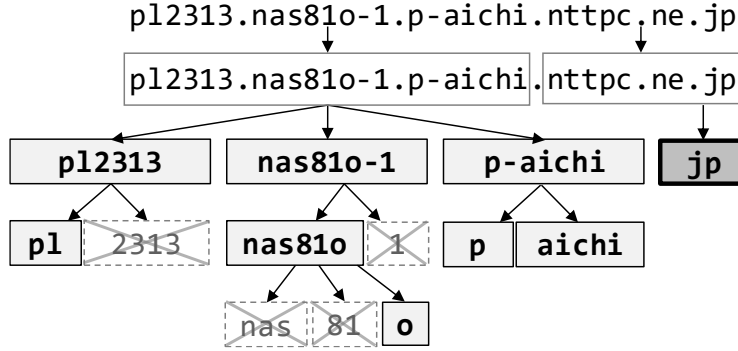 pl2313.nas81o-1.p-aichi.nttpc.ne.jp
pl2313.nas81o-1.p-aichi.nttpc.ne.jp
pl2313 nas81o-1 p-aichi jp
pl 2313 nas81o 1 p aichi
nas 81 o